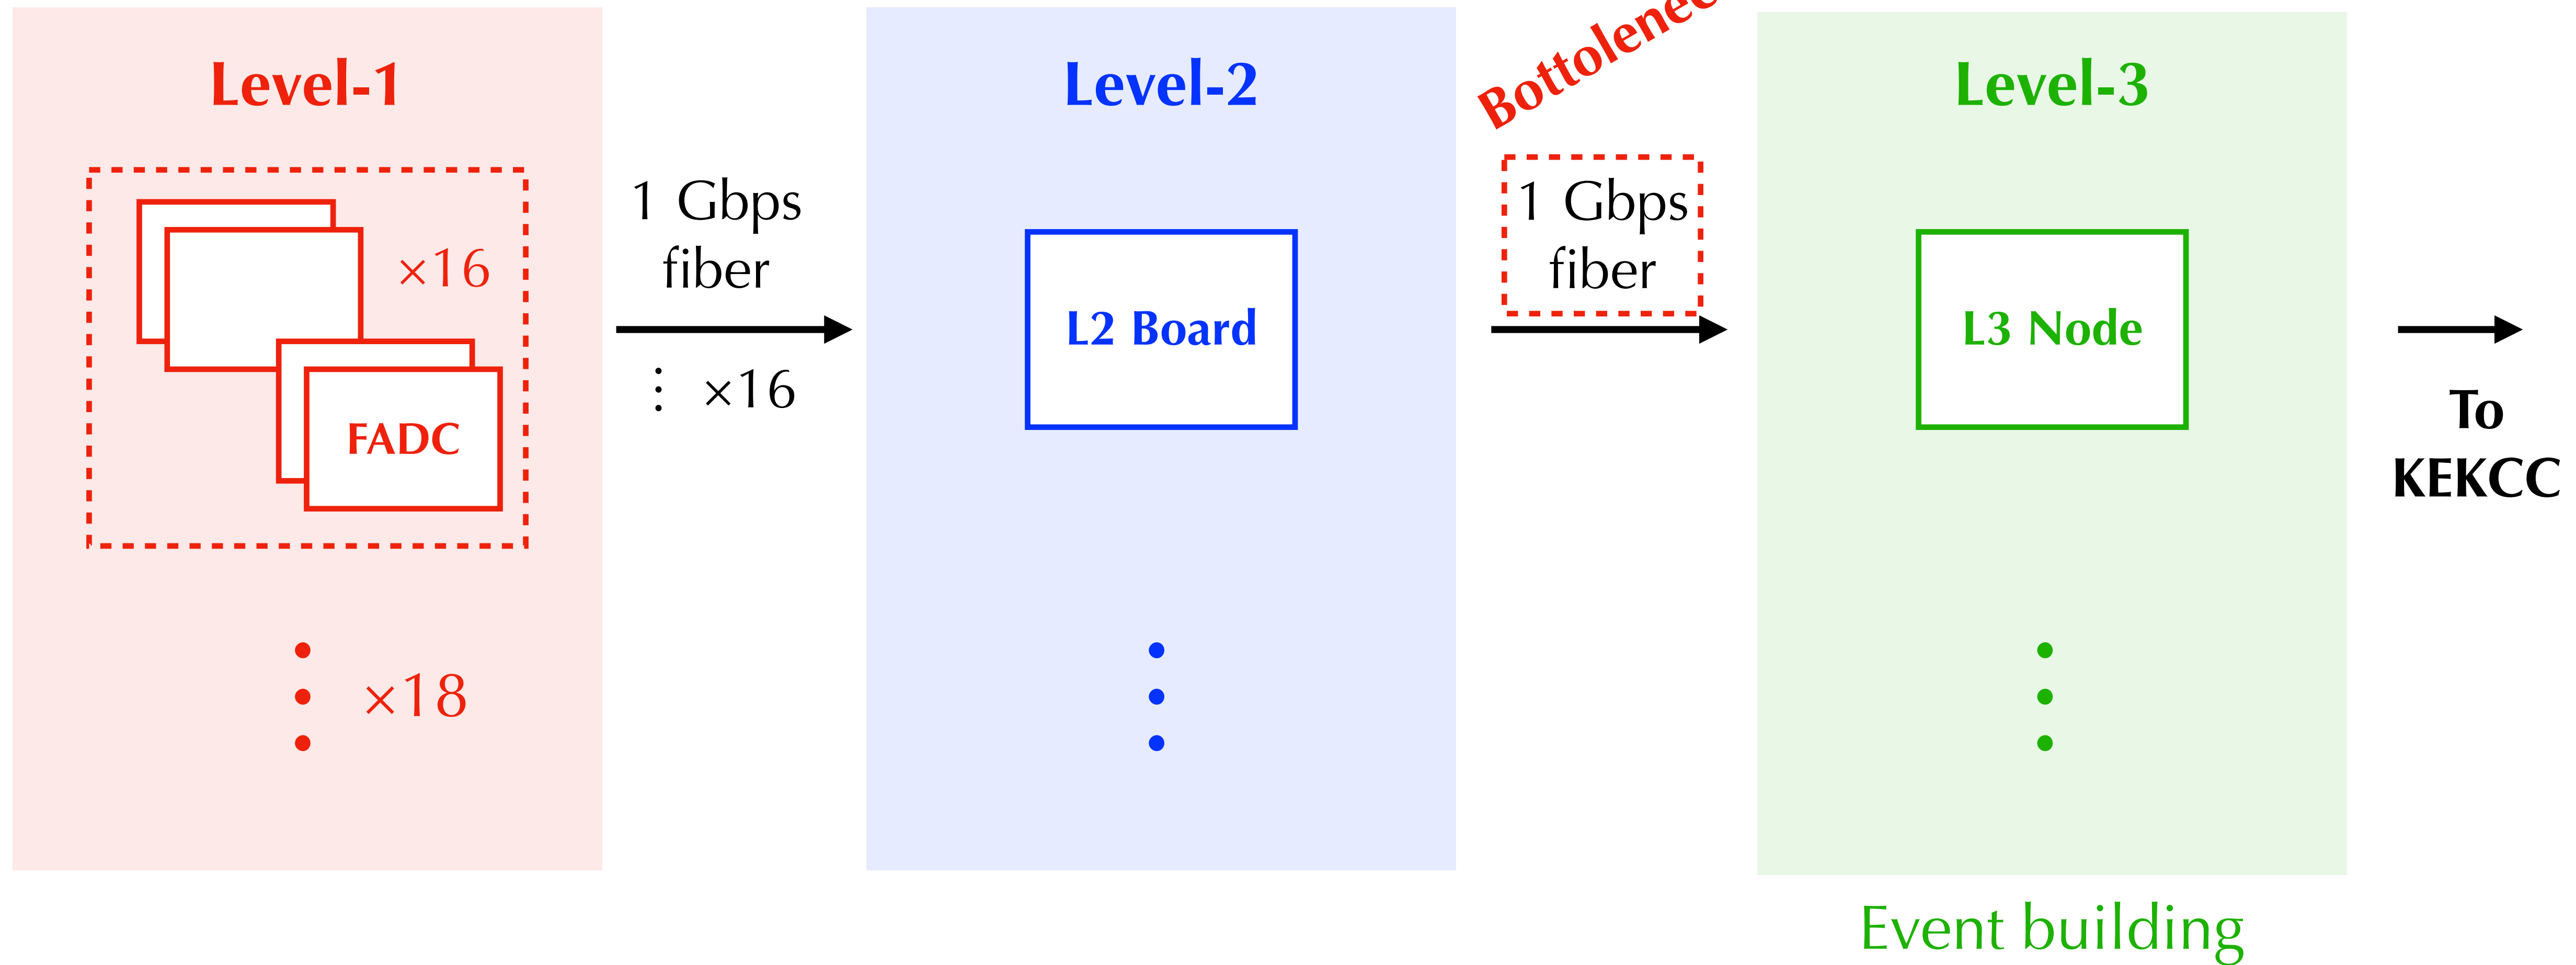 Level-1
×16
FADC
×18
1 Gbps
fiber
⋮ ×16
Level-2
L2 Board
1 Gbps
fiber
Level-3
L3 Node
Event building
To
KEKCC